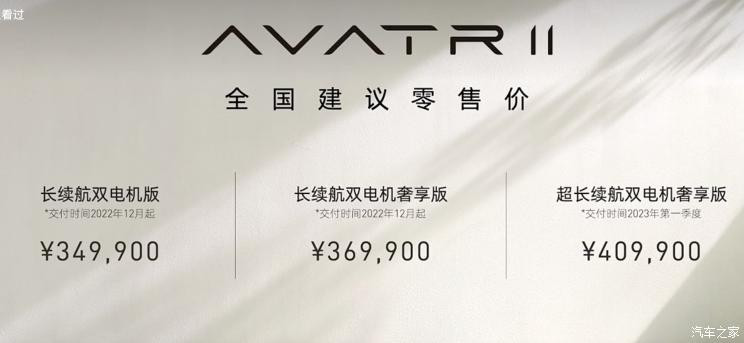 看过
AVATR 11
全国建议零售价
长续航双电机版
*交付时间2022年12月起
¥349,900
长续航双电机奢享版
*交付时间2022年12月起
¥369,900
超长续航双电机奢享版
*交付时间2023年第一季度
¥409,900
汽车之家